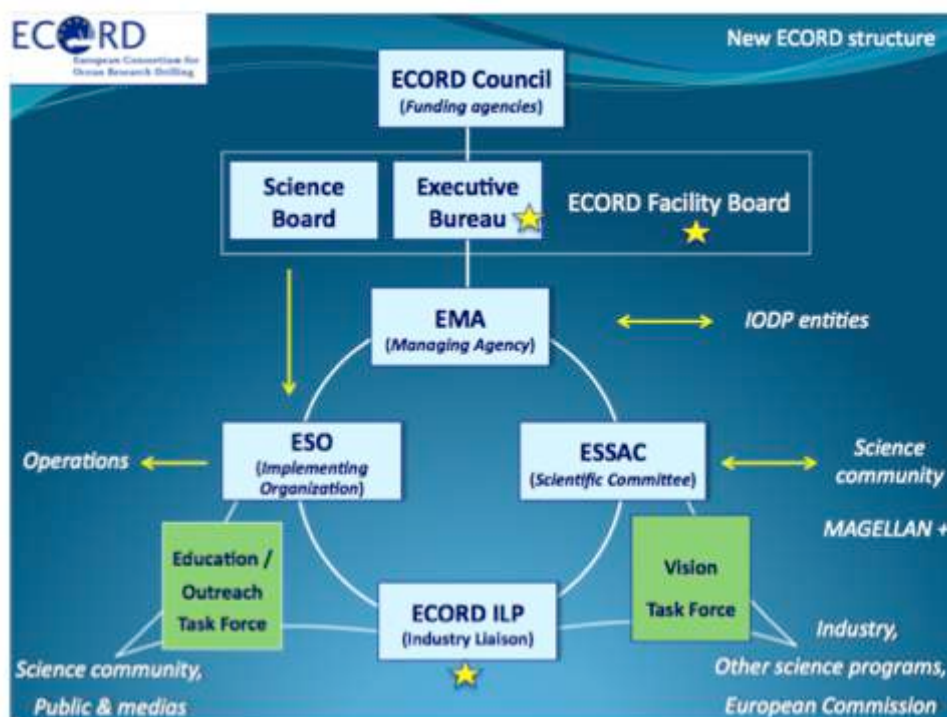 ECORD
European Consortium for
Ocean Research Drilling
New ECORD structure
ECORD Council
(Funding agencies)
Science
Board
Executive
Bureau
ECORD Facility Board
EMA
(Managing Agency)
IODP entities
ESO
(Implementing
Organization)
ESSAC
(Scientific Committee)
Operations
Science
community
MAGELLAN +
Education /
Outreach
Task Force
Vision
Task Force
ECORD ILP
(Industry Liaison)
Science community,
Public & medias
Industry,
Other science programs,
European Commission